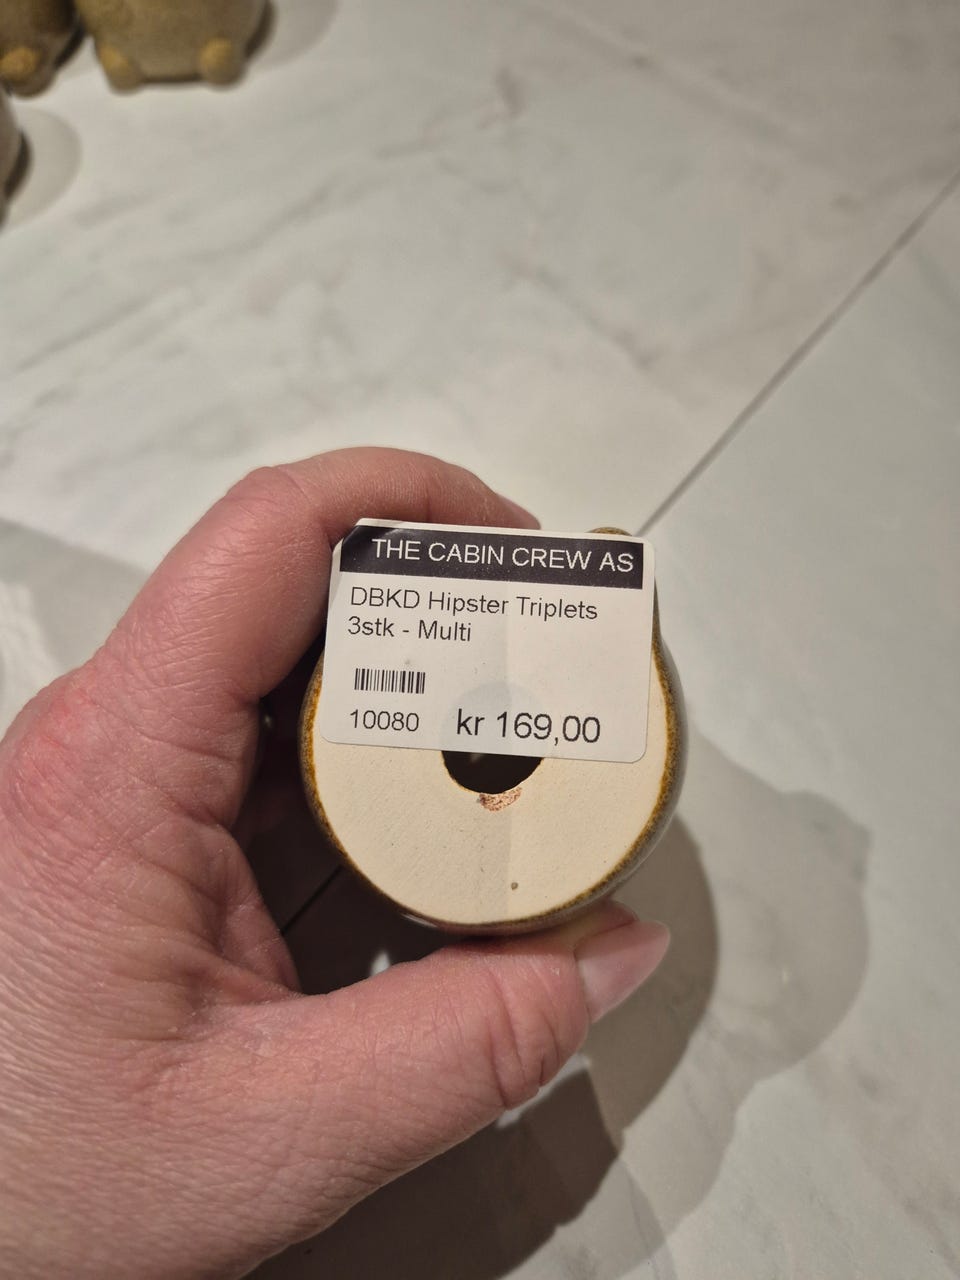 THE CABIN CREW AS
DBKD Hipster Triplets
3stk - Multi
10080 kr 169,00